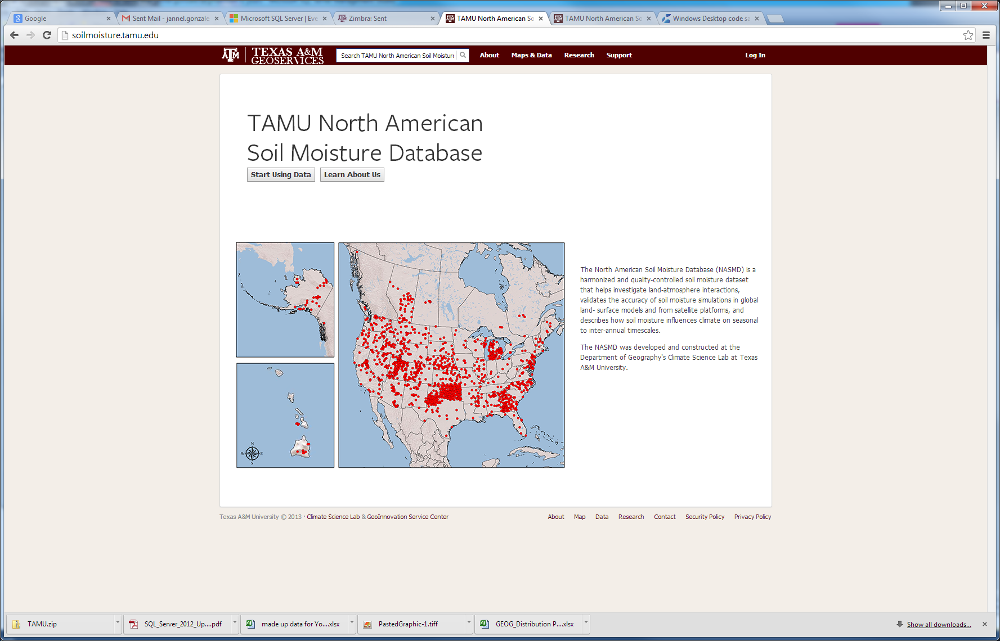 Google
Sent Mail - jannel.gonzale
Microsoft SQL Server | Eve
Zimbra: Sent
TAMU North American So
TAMU North American So
Windows Desktop code sa
soilmoisture.tamu.edu
ATM
TEXAS A&M
GEOSERVICES
Search TAMU North American Soil Moisture
About
Maps & Data
Research
Support
Log In
TAMU North American
Soil Moisture Database
Start Using Data
Learn About Us
The North American Soil Moisture Database (NASMD) is a
harmonized and quality-controlled soil moisture dataset
that helps investigate land-atmosphere interactions,
validates the accuracy of soil moisture simulations in global
land- surface models and from satellite platforms, and
describes how soil moisture influences climate on seasonal
to inter-annual timescales.
The NASMD was developed and constructed at the
Department of Geography's Climate Science Lab at Texas
A&M University.
N
W E
S
Texas A&M University © 2013 · Climate Science Lab & GeoInnovation Service Center
About Map Data Research Contact Security Policy Privacy Policy
TAMU.zip
SQL_Server_2012_Up....pdf
made up data for Yo....xlsx
PastedGraphic-1.tiff
GEOG_Distribution P....xlsx
Show all downloads...